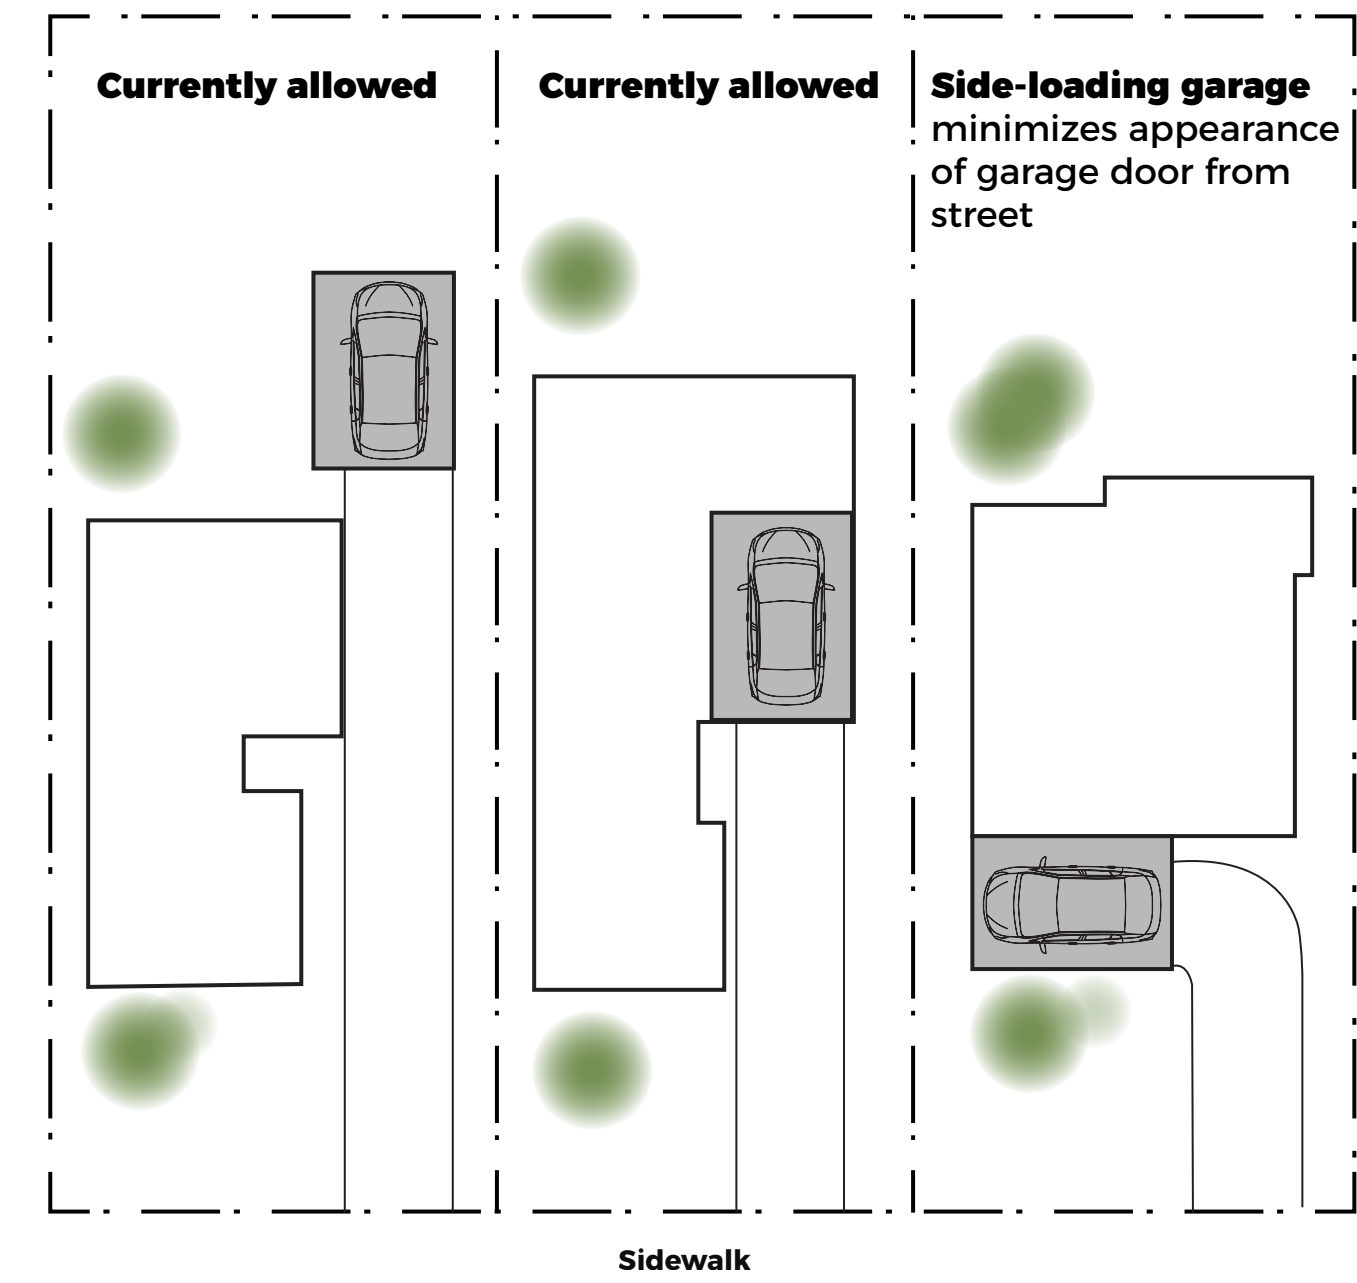 Currently allowed
Currently allowed
Side-loading garage
minimizes appearance
of garage door from
street
Sidewalk